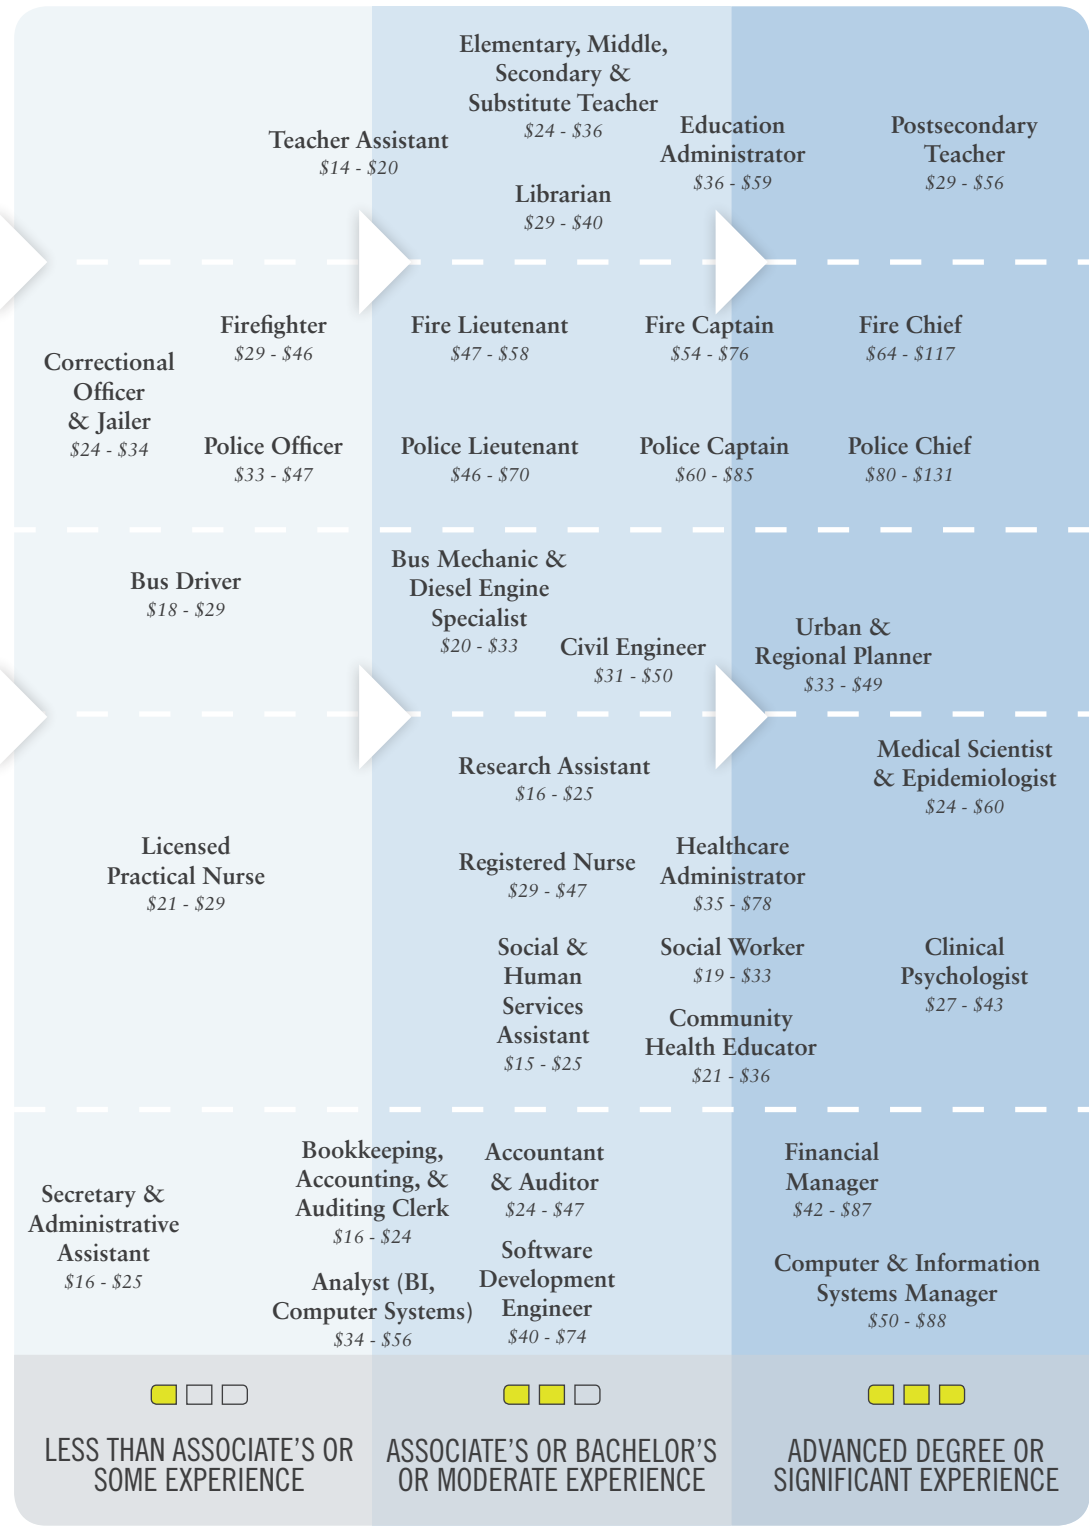 Elementary, Middle,
Secondary &
Substitute Teacher
$24 - $36
Teacher Assistant
$14 - $20
Education
Administrator
$36 - $59
Postsecondary
Teacher
$29 - $56
Librarian
$29 - $40
Correctional
Officer
& Jailer
$24 - $34
Firefighter
$29 - $46
Fire Lieutenant
$47 - $58
Fire Captain
$54 - $76
Fire Chief
$64 - $117
Police Officer
$33 - $47
Police Lieutenant
$46 - $70
Police Captain
$60 - $85
Police Chief
$80 - $131
Bus Driver
$18 - $29
Bus Mechanic &
Diesel Engine
Specialist
$20 - $33
Civil Engineer
$31 - $50
Urban &
Regional Planner
$33 - $49
Research Assistant
$16 - $25
Medical Scientist
& Epidemiologist
$24 - $60
Licensed
Practical Nurse
$21 - $29
Registered Nurse
$29 - $47
Healthcare
Administrator
$35 - $78
Social &
Human
Services
Assistant
$15 - $25
Social Worker
$19 - $33
Clinical
Psychologist
$27 - $43
Community
Health Educator
$21 - $36
Secretary &
Administrative
Assistant
$16 - $25
Bookkeeping,
Accounting, &
Auditing Clerk
$16 - $24
Accountant
& Auditor
$24 - $47
Financial
Manager
$42 - $87
Analyst (BI,
Computer Systems)
$34 - $56
Software
Development
Engineer
$40 - $74
Computer & Information
Systems Manager
$50 - $88
LESS THAN ASSOCIATE'S OR
SOME EXPERIENCE
ASSOCIATE'S OR BACHELOR'S
OR MODERATE EXPERIENCE
ADVANCED DEGREE OR
SIGNIFICANT EXPERIENCE